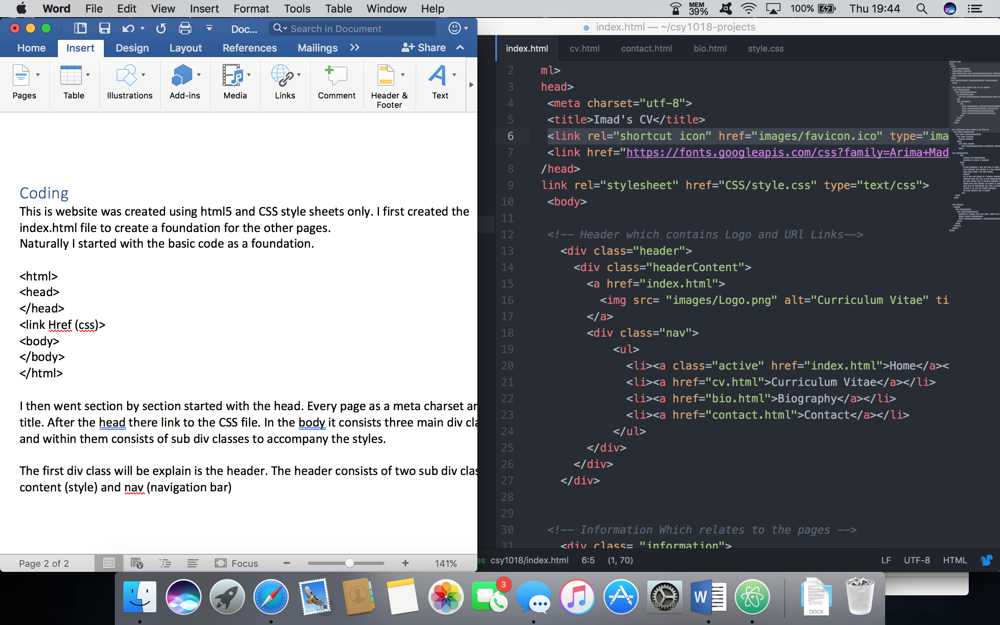 Word File Edit View Insert Format Tools Table Window Help MEM 39% 100% Thu 19:44
Doc... Search in Document
index.html — ~/csy1018-projects
Home Insert Design Layout References Mailings >> Share
index.html cv.html contact.html bio.html style.css
Pages Table Illustrations Add-ins Media Links Comment Header & Footer Text
Coding
This is website was created using html5 and CSS style sheets only. I first created the
index.html file to create a foundation for the other pages.
Naturally I started with the basic code as a foundation.
<html>
<head>
</head>
<link Href (css)>
<body>
</body>
</html>
I then went section by section started with the head. Every page as a meta charset
title. After the head there link to the CSS file. In the body it consists three main div
and within them consists of sub div classes to accompany the styles.
The first div class will be explain is the header. The header consists of two sub div
content (style) and nav (navigation bar)
Page 2 of 2 Focus 141%
2 ml>
3 head>
4 <meta charset="utf-8">
5 <title>Imad's CV</title>
6 <link rel="shortcut icon" href="images/favicon.ico" type="ima
7 <link href="https://fonts.googleapis.com/css?family=Arima+Mad
8 /head>
9 link rel="stylesheet" href="CSS/style.css" type="text/css">
10 <body>
11
12 <!-- Header which contains Logo and URl Links-->
13 <div class="header">
14 <div class="headerContent">
15 <a href="index.html">
16 <img src= "images/Logo.png" alt="Curriculum Vitae" ti
17 </a>
18 <div class="nav">
19 <ul>
20 <li><a class="active" href="index.html">Home</a><
21 <li><a href="cv.html">Curriculum Vitae</a></li>
22 <li><a href="bio.html">Biography</a></li>
23 <li><a href="contact.html">Contact</a></li>
24 </ul>
25 </div>
26 </div>
27 </div>
28
29
30 <!-- Information Which relates to the pages -->
31 <div class= "information">
es csy1018/index.html 6:5 (1, 70) LF UTF-8 HTML
3
W
DOCX